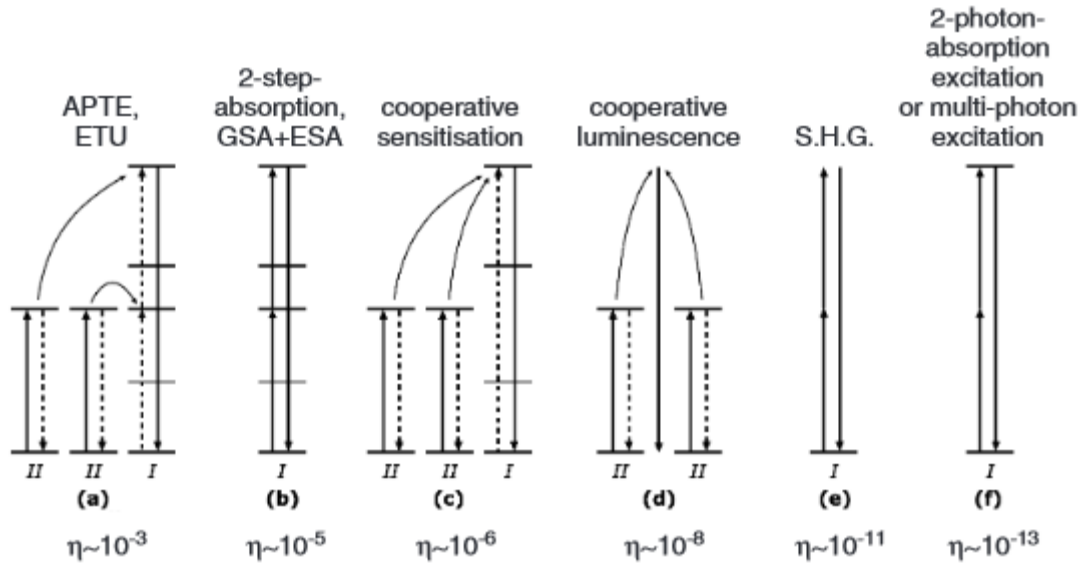 APTE,
ETU
2-step-
absorption,
GSA+ESA
cooperative
sensitisation
cooperative
luminescence
S.H.G.
2-photon-
absorption
excitation
or multi-photon
excitation
II II I
I
II II I
II II
I
I
(a) (b) (c) (d) (e) (f)
η~10⁻³ η~10⁻⁵ η~10⁻⁶ η~10⁻⁸ η~10⁻¹¹ η~10⁻¹³